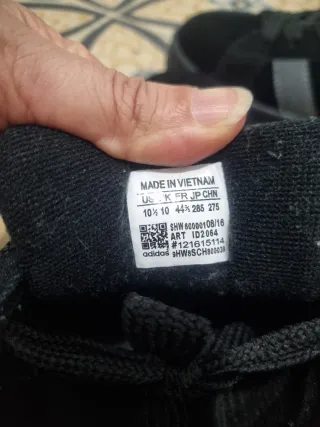 MADE IN VIETNAM
US UK FR JP CHN
10½ 10 44⅔ 285 275
SHW 600001 08/16
ART ID2064
#121615114
adidas 9HW8SCH800039